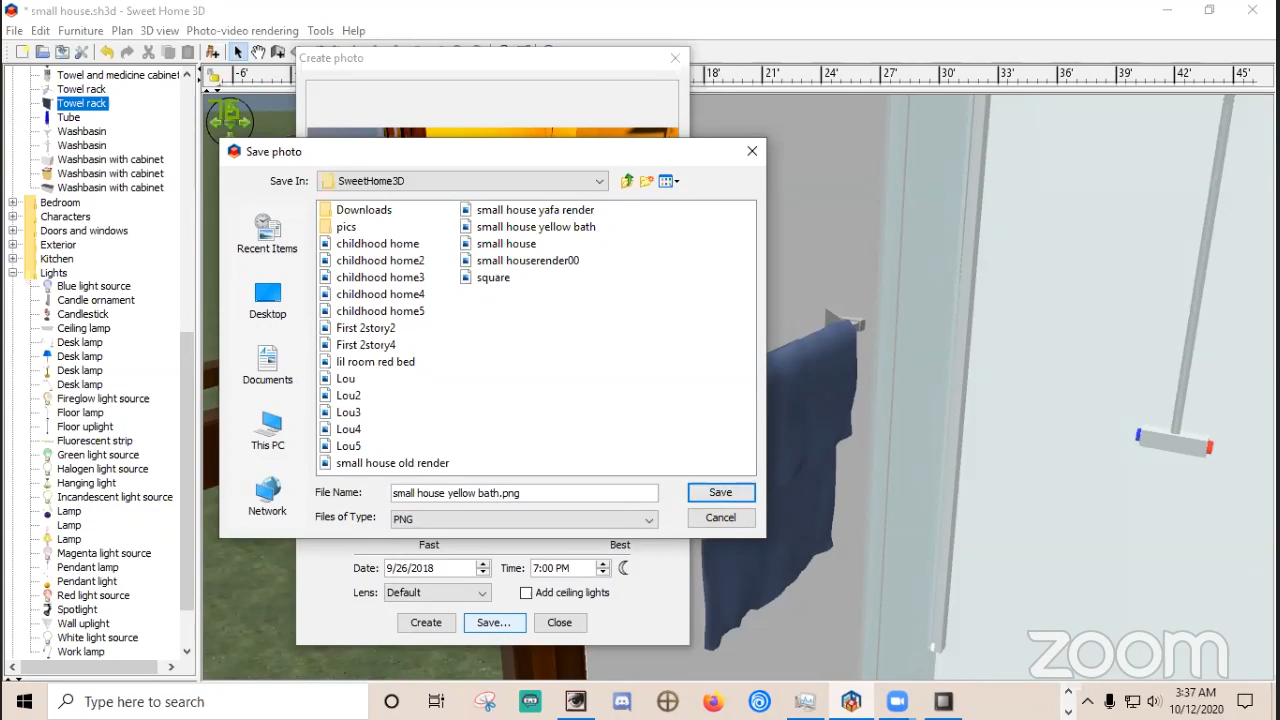 * small house.sh3d - Sweet Home 3D
File Edit Furniture Plan 3D view Photo-video rendering Tools Help
Create photo
-6' 18' 21' 24' 27' 30' 33' 36' 39' 42' 45'
Towel and medicine cabinet
Towel rack
Towel rack
Tube
Washbasin
Washbasin
Washbasin with cabinet
Washbasin with cabinet
Washbasin with cabinet
Bedroom
Characters
Doors and windows
Exterior
Kitchen
Lights
Blue light source
Candle ornament
Candlestick
Ceiling lamp
Desk lamp
Desk lamp
Desk lamp
Desk lamp
Fireglow light source
Floor lamp
Floor uplight
Fluorescent strip
Green light source
Halogen light source
Hanging light
Incandescent light source
Lamp
Lamp
Lamp
Magenta light source
Pendant lamp
Pendant light
Red light source
Spotlight
Wall uplight
White light source
Work lamp
Save photo
Save In: SweetHome3D
Recent Items
Desktop
Documents
This PC
Network
Downloads
pics
childhood home
childhood home2
childhood home3
childhood home4
childhood home5
First 2story2
First 2story4
lil room red bed
Lou
Lou2
Lou3
Lou4
Lou5
small house old render
small house yafa render
small house yellow bath
small house
small houserender00
square
File Name: small house yellow bath.png Save
Files of Type: PNG Cancel
Fast Best
Date: 9/26/2018 Time: 7:00 PM
Lens: Default Add ceiling lights
Create Save... Close
zoom
Type here to search
3:37 AM
10/12/2020